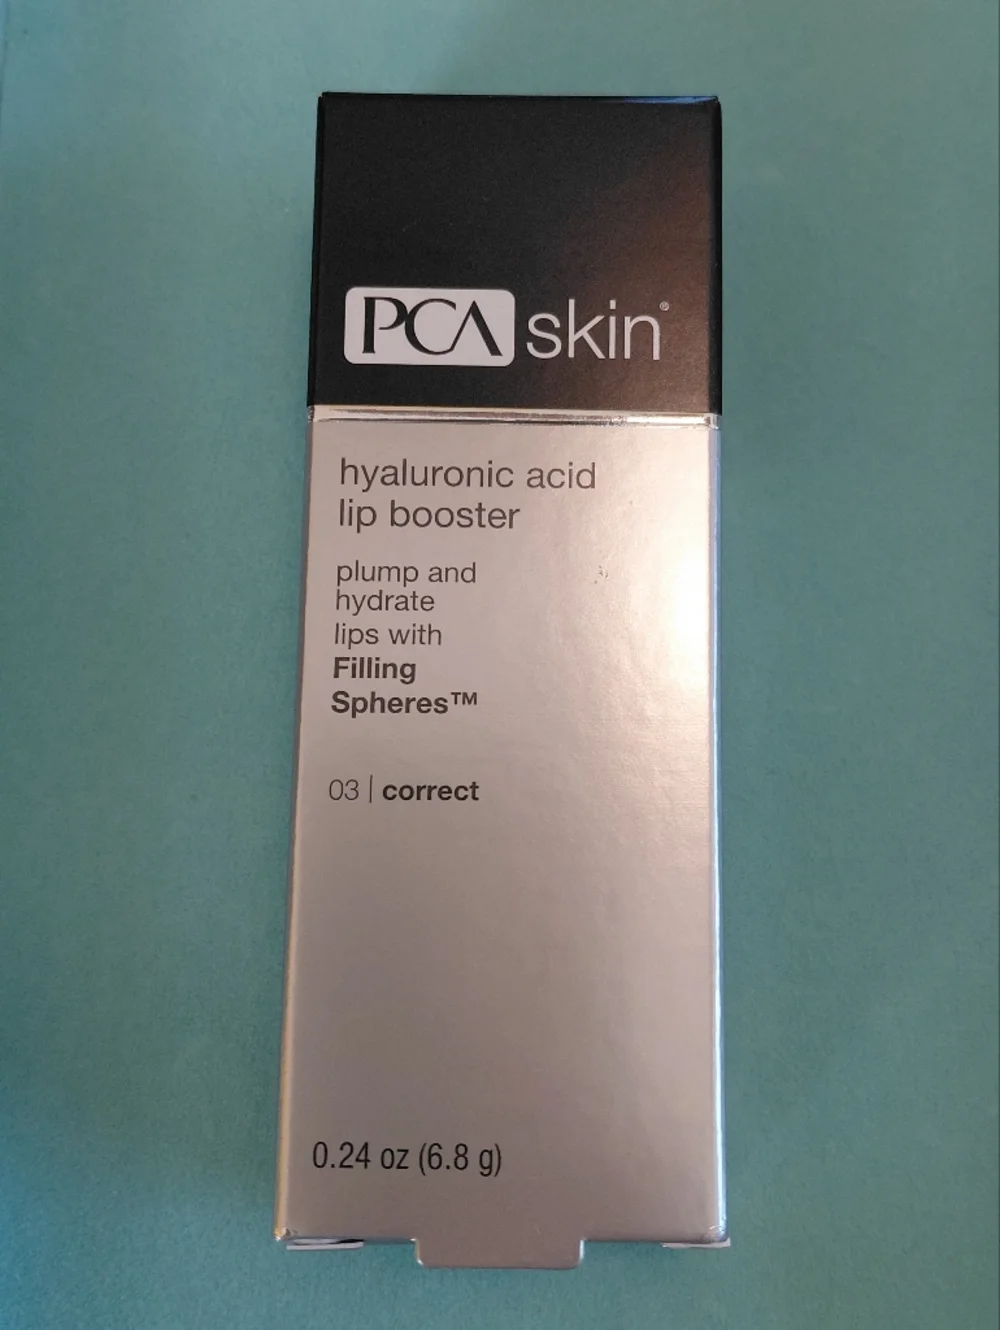 PCA skin®
hyaluronic acid
lip booster
plump and
hydrate
lips with
Filling
Spheres™
03 | correct
0.24 oz (6.8 g)